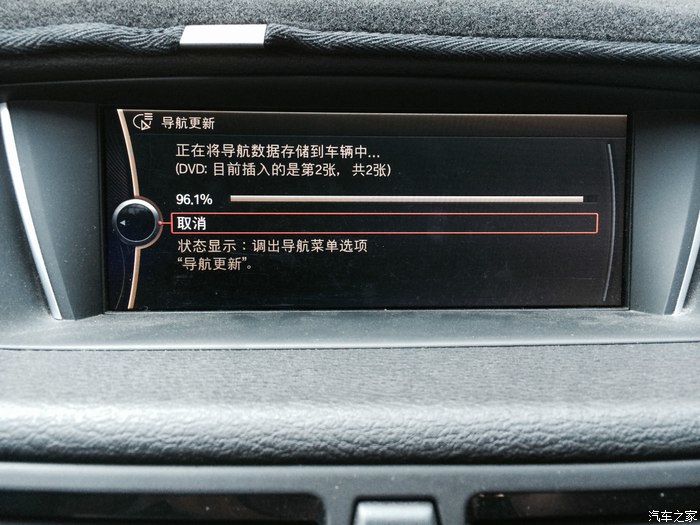 导航更新
正在将导航数据存储到车辆中...
(DVD: 目前插入的是第2张, 共2张)
96.1%
取消
状态显示：调出导航菜单选项
“导航更新”。
汽车之家